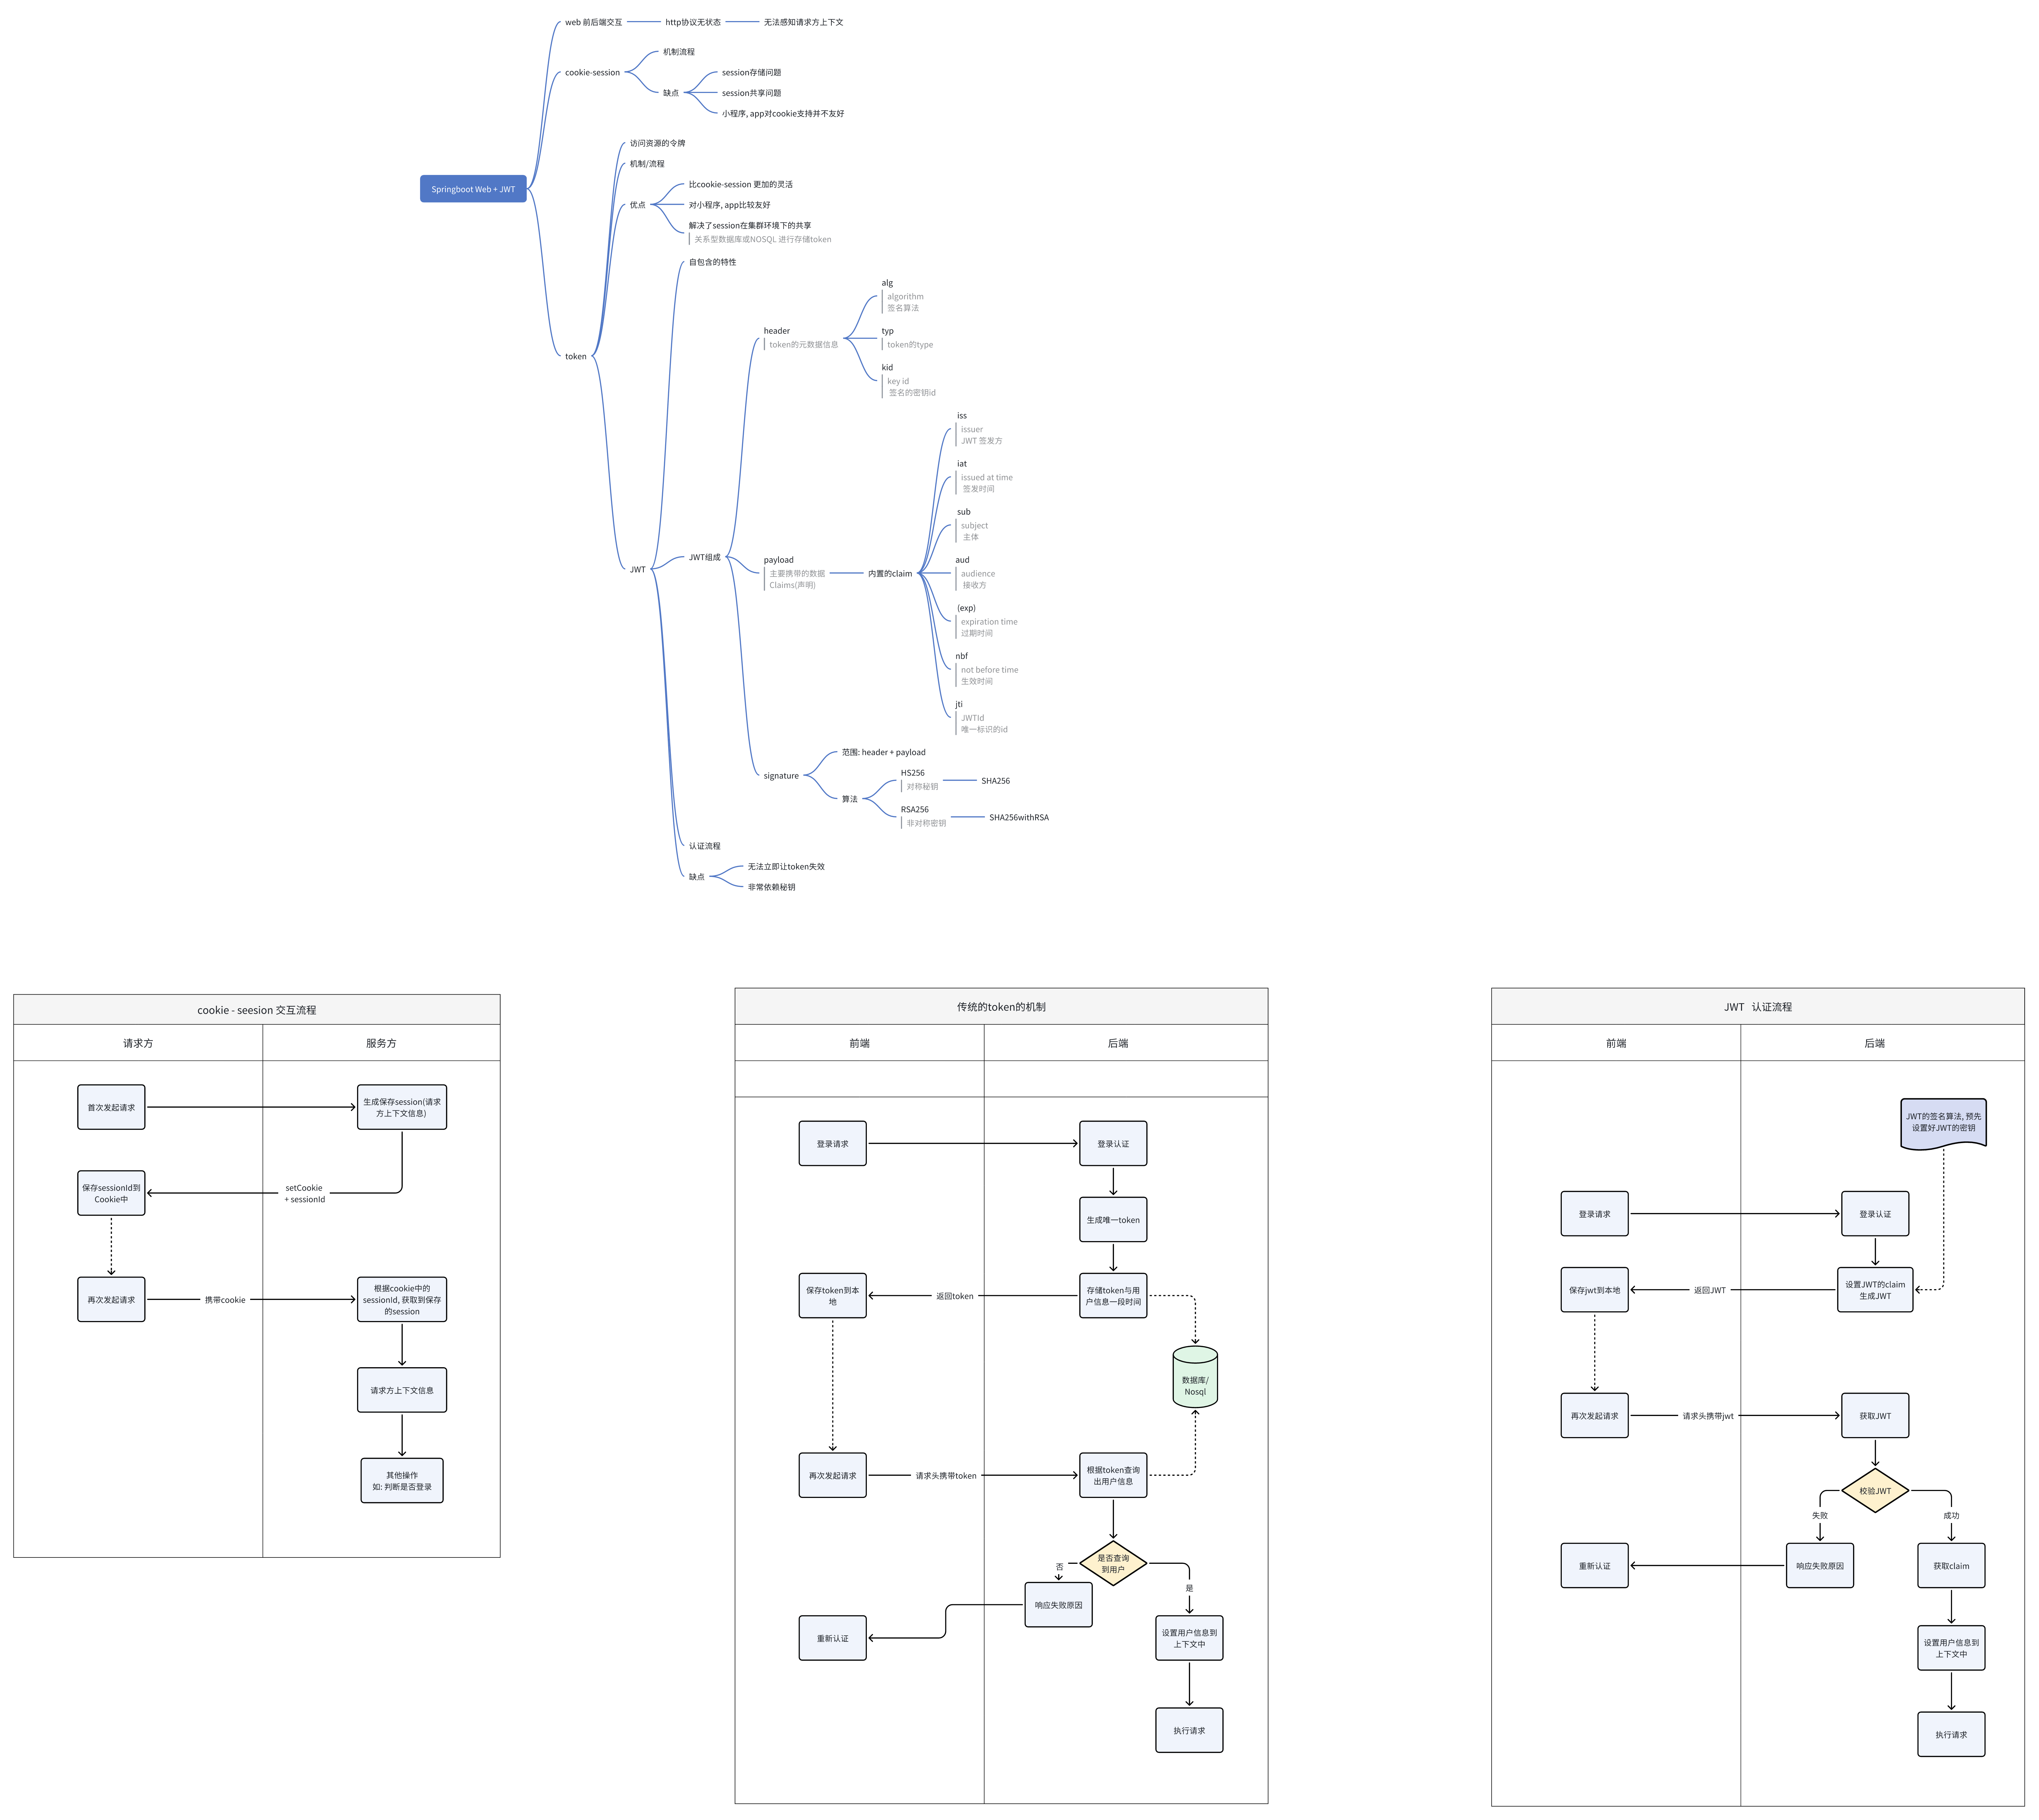 Springboot Web + JWT
web 前后端交互
http协议无状态
无法感知请求方上下文
cookie-session
机制流程
缺点
session存储问题
session共享问题
小程序, app对cookie支持并不友好
token
访问资源的令牌
机制/流程
优点
比cookie-session 更加的灵活
对小程序, app比较友好
解决了session在集群环境下的共享
关系型数据库或NOSQL 进行存储token
JWT
自包含的特性
JWT组成
header
token的元数据信息
alg
algorithm
签名算法
typ
token的type
kid
key id
签名的密钥id
payload
主要携带的数据
Claims(声明)
内置的claim
iss
issuer
JWT 签发方
iat
issued at time
签发时间
sub
subject
主体
aud
audience
接收方
(exp)
expiration time
过期时间
nbf
not before time
生效时间
jti
JWTId
唯一标识的id
signature
范围: header + payload
算法
HS256
对称秘钥
SHA256
RSA256
非对称密钥
SHA256withRSA
认证流程
缺点
无法立即让token失效
非常依赖秘钥
cookie - seesion 交互流程
请求方
服务方
首次发起请求
生成保存session(请求
方上下文信息)
setCookie
+ sessionId
保存sessionId到
Cookie中
再次发起请求
携带cookie
根据cookie中的
sessionId, 获取到保存
的session
请求方上下文信息
其他操作
如: 判断是否登录
传统的token的机制
前端
后端
登录请求
登录认证
生成唯一token
存储token与用
户信息一段时间
返回token
保存token到本
地
数据库/
Nosql
再次发起请求
请求头携带token
根据token查询
出用户信息
是否查询
到用户
否
是
响应失败原因
重新认证
设置用户信息到
上下文中
执行请求
JWT 认证流程
前端
后端
JWT的签名算法, 预先
设置好JWT的密钥
登录请求
登录认证
设置JWT的claim
生成JWT
返回JWT
保存jwt到本地
再次发起请求
请求头携带jwt
获取JWT
校验JWT
失败
成功
响应失败原因
重新认证
获取claim
设置用户信息到
上下文中
执行请求